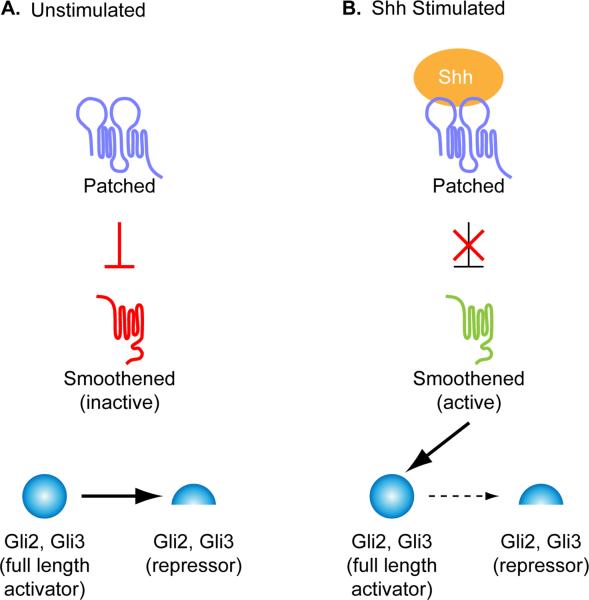 A. Unstimulated
Patched
Smoothened
(inactive)
Gli2, Gli3
(full length
activator)
Gli2, Gli3
(repressor)
B. Shh Stimulated
Shh
Patched
Smoothened
(active)
Gli2, Gli3
(full length
activator)
Gli2, Gli3
(repressor)